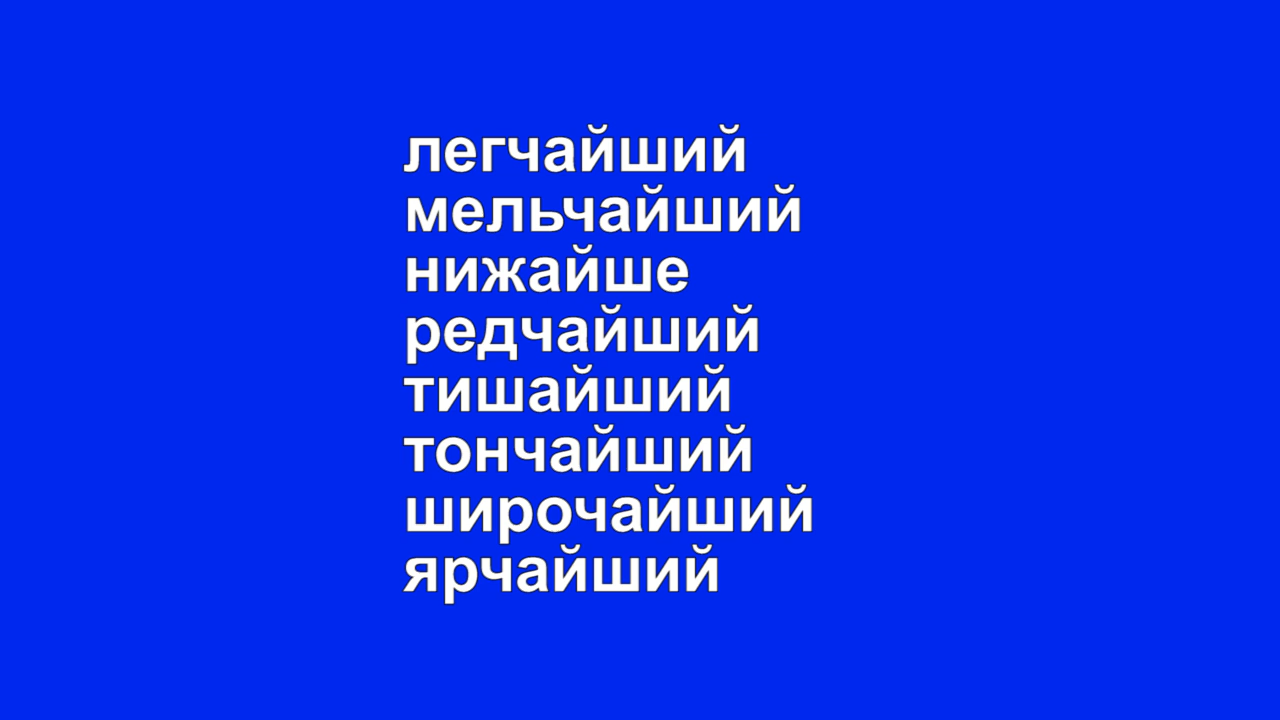 легчайший
мельчайший
нижайше
редчайший
тишайший
тончайший
широчайший
ярчайший